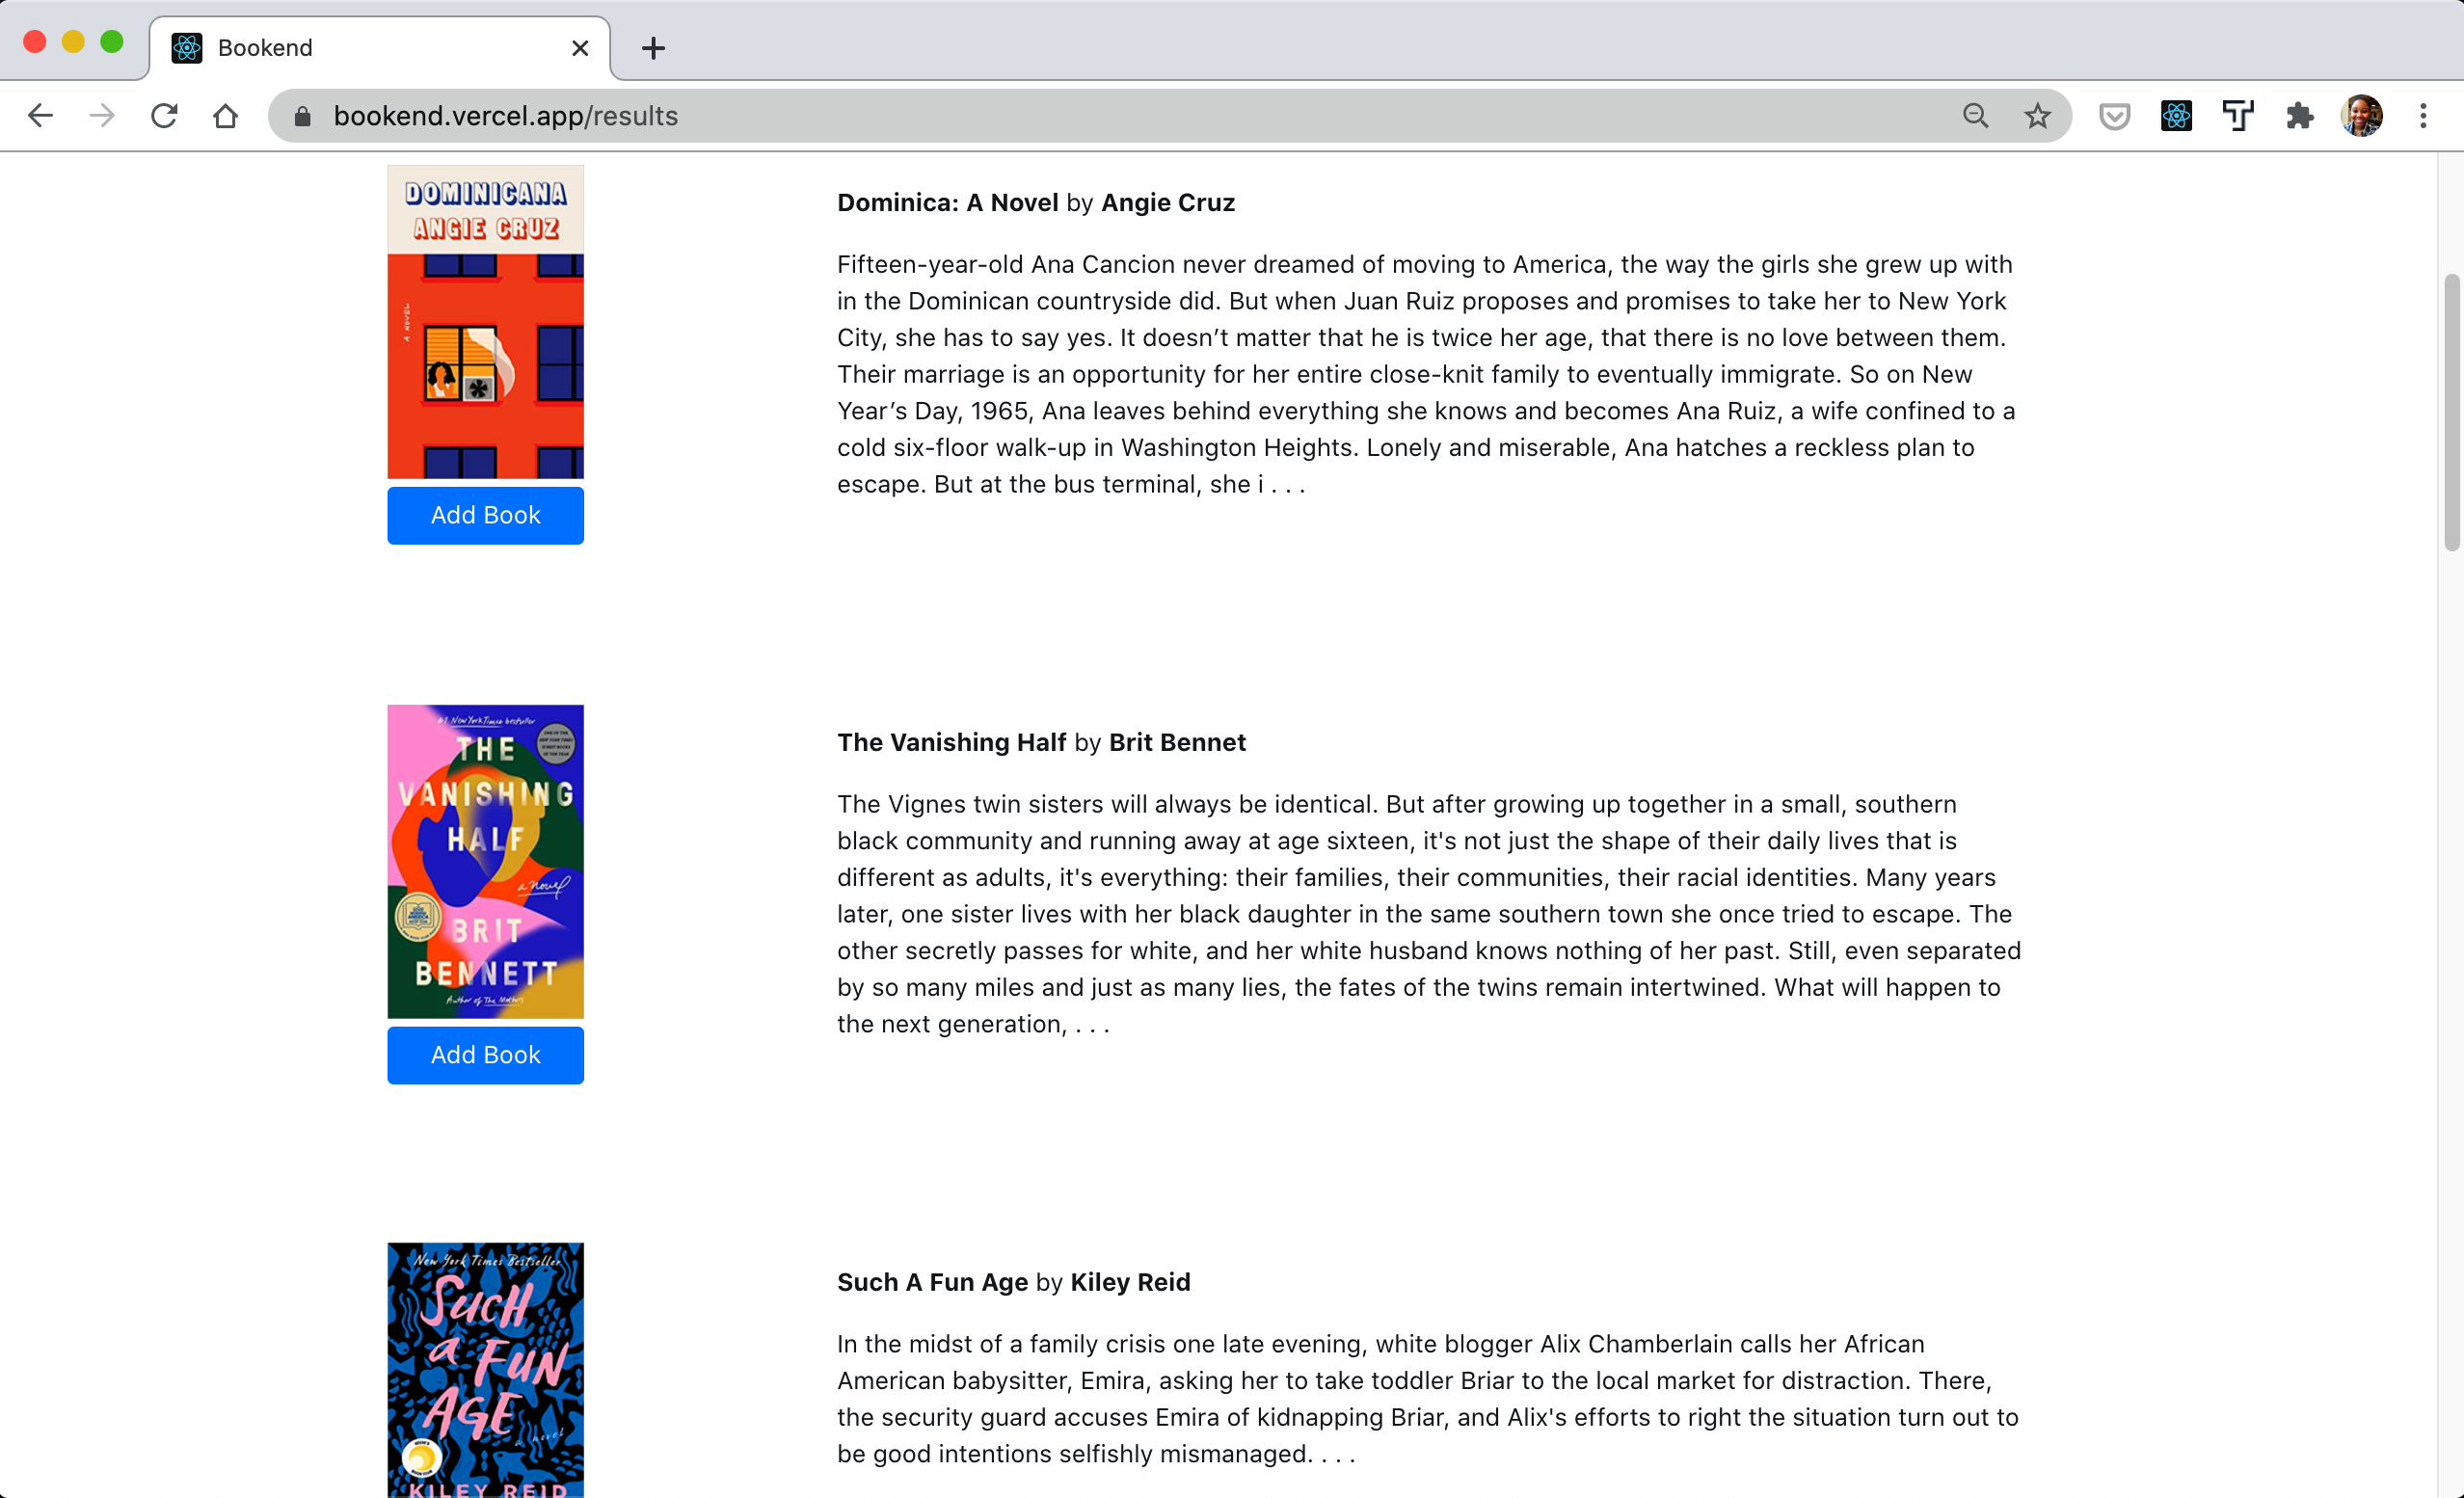 Bookend
bookend.vercel.app/results
DOMINICANA
ANGIE CRUZ
A NOVEL
Add Book
Dominica: A Novel by Angie Cruz
Fifteen-year-old Ana Cancion never dreamed of moving to America, the way the girls she grew up with
in the Dominican countryside did. But when Juan Ruiz proposes and promises to take her to New York
City, she has to say yes. It doesn’t matter that he is twice her age, that there is no love between them.
Their marriage is an opportunity for her entire close-knit family to eventually immigrate. So on New
Year’s Day, 1965, Ana leaves behind everything she knows and becomes Ana Ruiz, a wife confined to a
cold six-floor walk-up in Washington Heights. Lonely and miserable, Ana hatches a reckless plan to
escape. But at the bus terminal, she i . . .
#1 New York Times bestseller
THE
VANISHING
HALF
a novel
BRIT
BENNETT
Author of The Mothers
Add Book
The Vanishing Half by Brit Bennet
The Vignes twin sisters will always be identical. But after growing up together in a small, southern
black community and running away at age sixteen, it's not just the shape of their daily lives that is
different as adults, it's everything: their families, their communities, their racial identities. Many years
later, one sister lives with her black daughter in the same southern town she once tried to escape. The
other secretly passes for white, and her white husband knows nothing of her past. Still, even separated
by so many miles and just as many lies, the fates of the twins remain intertwined. What will happen to
the next generation, . . .
New York Times Bestseller
SUCH
a FUN
AGE
a novel
KILEY REID
Such A Fun Age by Kiley Reid
In the midst of a family crisis one late evening, white blogger Alix Chamberlain calls her African
American babysitter, Emira, asking her to take toddler Briar to the local market for distraction. There,
the security guard accuses Emira of kidnapping Briar, and Alix's efforts to right the situation turn out to
be good intentions selfishly mismanaged. . . .